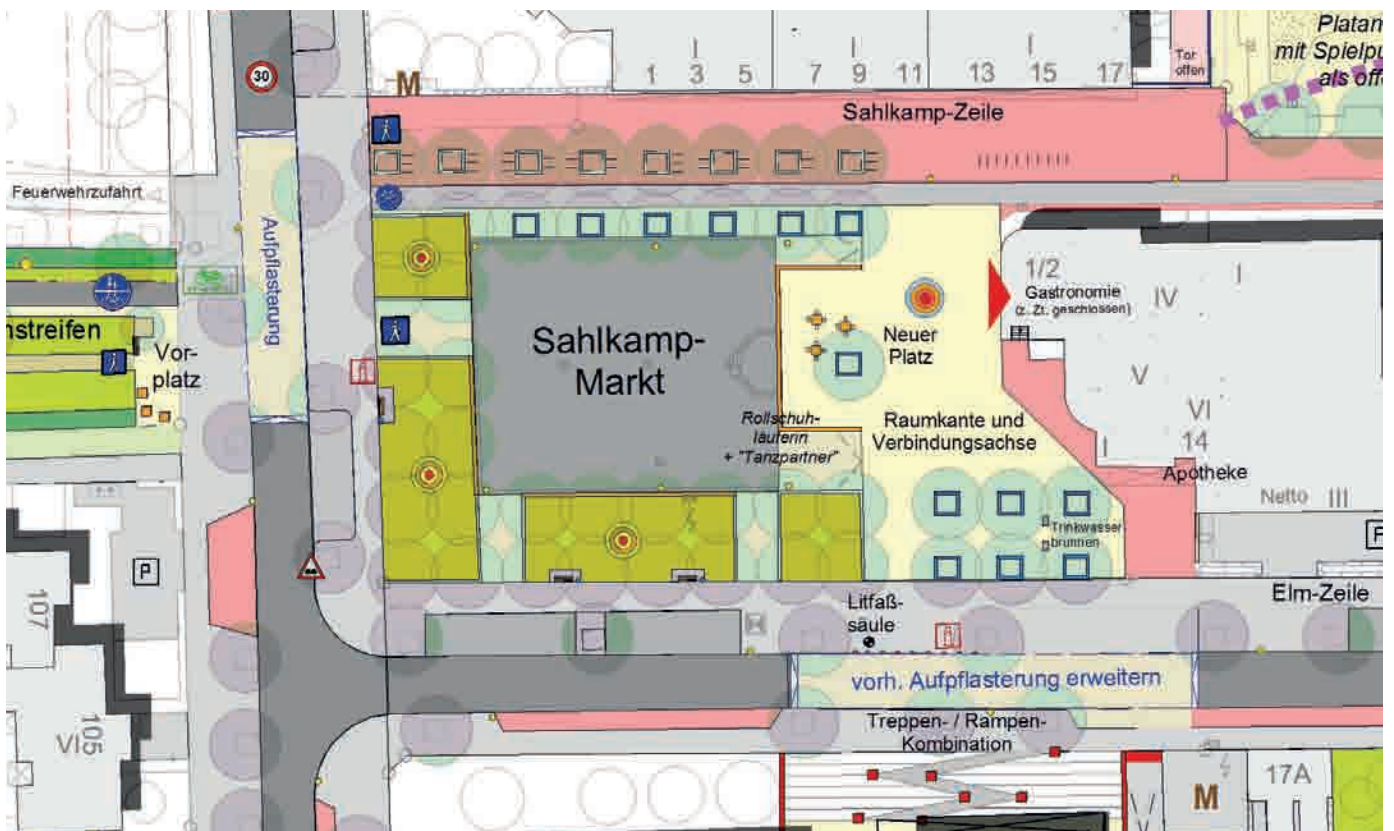 Platan
mit Spielpu
als offe
30
M
I
I
I
1 3 5 7 9 11 13 15 17
Tor
offen
Sahlkamp-Zeile
Feuerwehrzufahrt
Aufpflasterung
nstreifen
Vor-
platz
Sahlkamp-
Markt
Neuer
Platz
1/2
Gastronomie
(z. Zt. geschlossen)
I
IV
V
VI
14
I
Rollschuh-
läuferin
+ "Tanzpartner"
Raumkante und
Verbindungsachse
Apotheke
Netto III
P
Trinkwasser
brunnen
P
Elm-Zeile
Litfaß-
säule
107
105
VI
vorh. Aufpflasterung erweitern
Treppen- / Rampen-
Kombination
M
17A
V